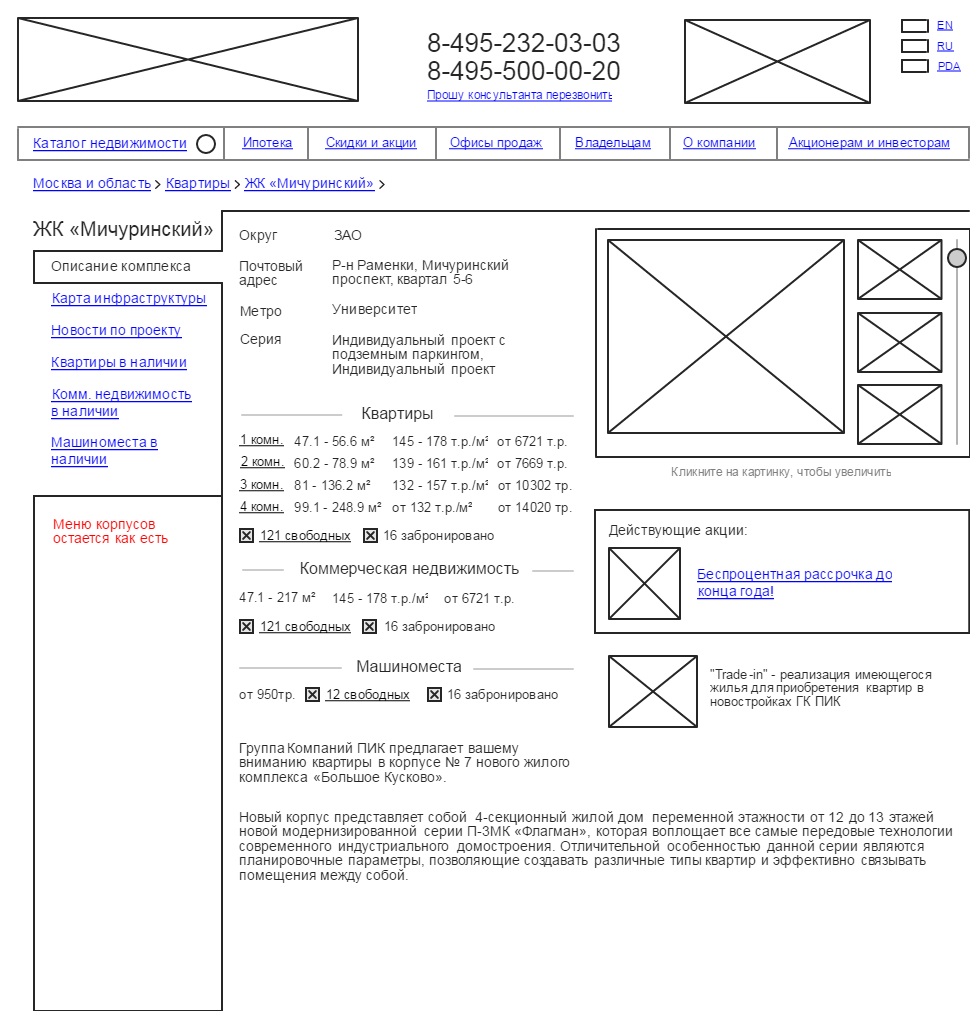 8-495-232-03-03
8-495-500-00-20
Прошу консультанта перезвонить
EN
RU
PDA
Каталог недвижимости
Ипотека
Скидки и акции
Офисы продаж
Владельцам
О компании
Акционерам и инвесторам
Москва и область > Квартиры > ЖК «Мичуринский» >
ЖК «Мичуринский»
Описание комплекса
Карта инфраструктуры
Новости по проекту
Квартиры в наличии
Комм. недвижимость
в наличии
Машиноместа в
наличии
Меню корпусов
остается как есть
Округ ЗАО
Почтовый
адрес
Р-н Раменки, Мичуринский
проспект, квартал 5-6
Метро Университет
Серия
Индивидуальный проект с
подземным паркингом,
Индивидуальный проект
Квартиры
1 комн. 47.1 - 56.6 м² 145 - 178 т.р./м² от 6721 т.р.
2 комн. 60.2 - 78.9 м² 139 - 161 т.р./м² от 7669 т.р.
3 комн. 81 - 136.2 м² 132 - 157 т.р./м² от 10302 тр.
4 комн. 99.1 - 248.9 м² от 132 т.р./м² от 14020 тр.
121 свободных 16 забронировано
Коммерческая недвижимость
47.1 - 217 м² 145 - 178 т.р./м² от 6721 т.р.
121 свободных 16 забронировано
Машиноместа
от 950тр. 12 свободных 16 забронировано
Кликните на картинку, чтобы увеличить
Действующие акции:
Беспроцентная рассрочка до
конца года!
"Trade-in" - реализация имеющегося
жилья для приобретения квартир в
новостройках ГК ПИК
Группа Компаний ПИК предлагает вашему
вниманию квартиры в корпусе № 7 нового жилого
комплекса «Большое Кусково».
Новый корпус представляет собой 4-секционный жилой дом переменной этажности от 12 до 13 этажей
новой модернизированной серии П-3МК «Флагман», которая воплощает все самые передовые технологии
современного индустриального домостроения. Отличительной особенностью данной серии являются
планировочные параметры, позволяющие создавать различные типы квартир и эффективно связывать
помещения между собой.